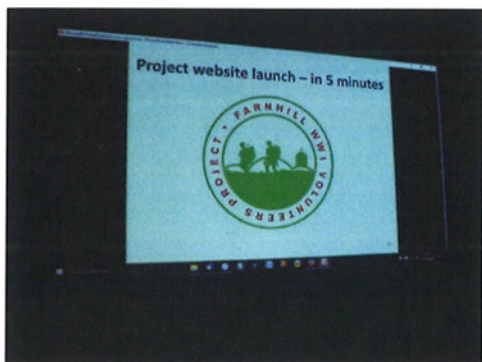 Project website launch – in 5 minutes
FARNHILL WW1 VOLUNTEERS PROJECT